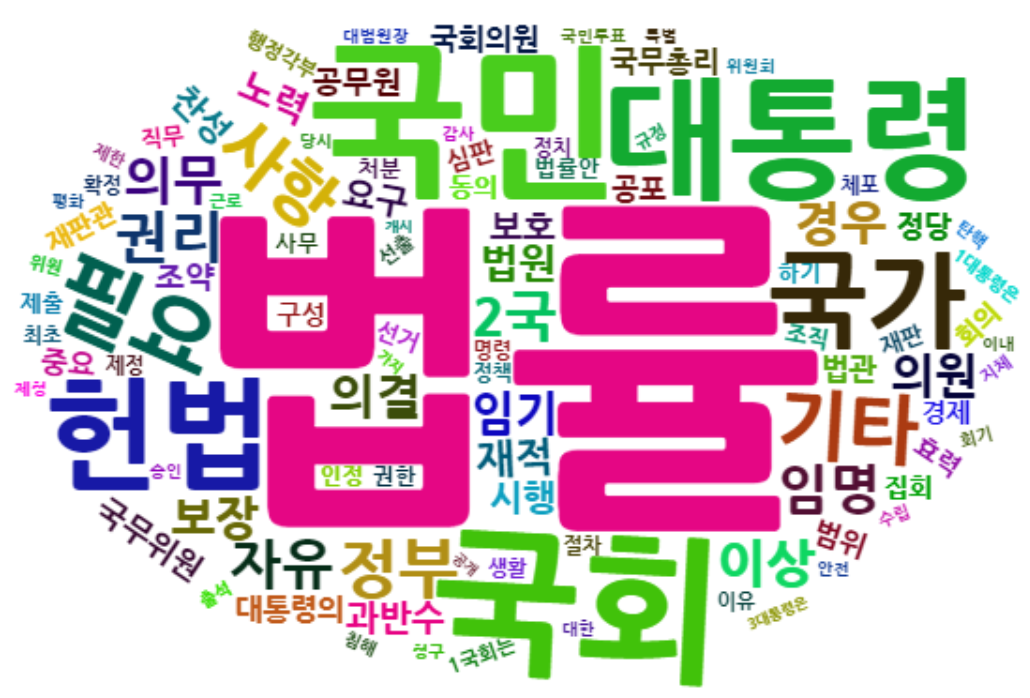 대법원장
국회의원
국민투표
특별
행정각부
공무원
국민
국무총리
위원회
노력
대통령
찬성
사항
직무
당시
감사
심판
정치
규정
제한
의무
처분
법률안
확정
동의
공포
체포
평화
근로
요구
재판관
권리
개시
보호
경우
정당
탄핵
사무
선출
법원
1대통령은
위원
조약
하기
국가
필요
법률
제출
구성
2국
회의
최초
선거
조직
재판
이내
중요
제정
가지
명령
정책
법관
의원
지체
제청
헌법
의결
임기
기타
경제
회기
승인
인정
권한
재적
효력
시행
임명
집회
수립
국무위원
보장
범위
자유
정부
공개
생활
절차
국회
이상
안전
출석
대통령의
과반수
이유
3대통령은
침해
청구
1국회는
대한